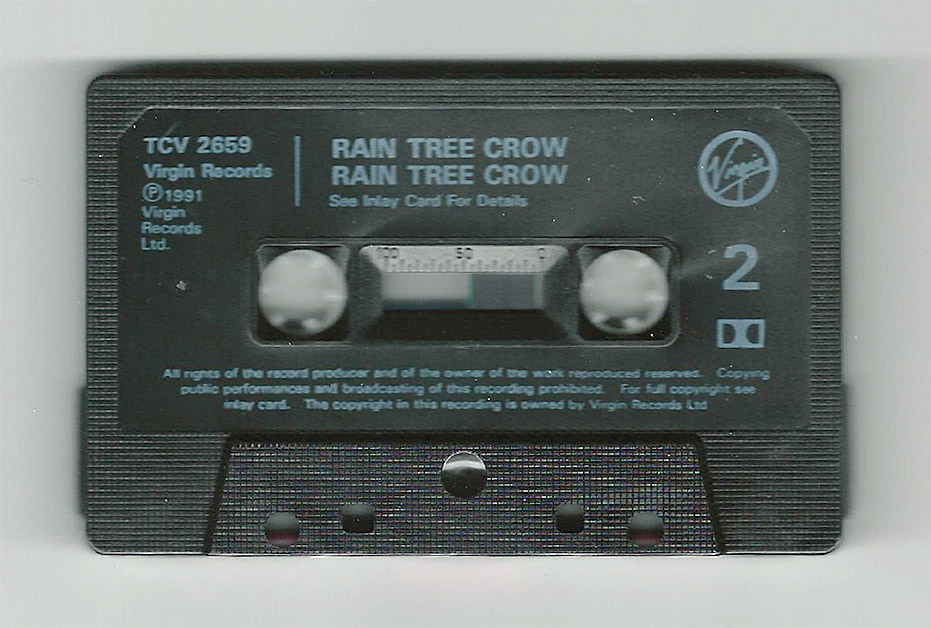 TCV 2659
Virgin Records
Ⓟ1991
Virgin
Records
Ltd.
RAIN TREE CROW
RAIN TREE CROW
See Inlay Card For Details
Virgin
100 50 0
2
All rights of the record producer and of the owner of the work reproduced reserved. Copying
public performances and broadcasting of this recording prohibited. For full copyright see
inlay card. The copyright in this recording is owned by Virgin Records Ltd